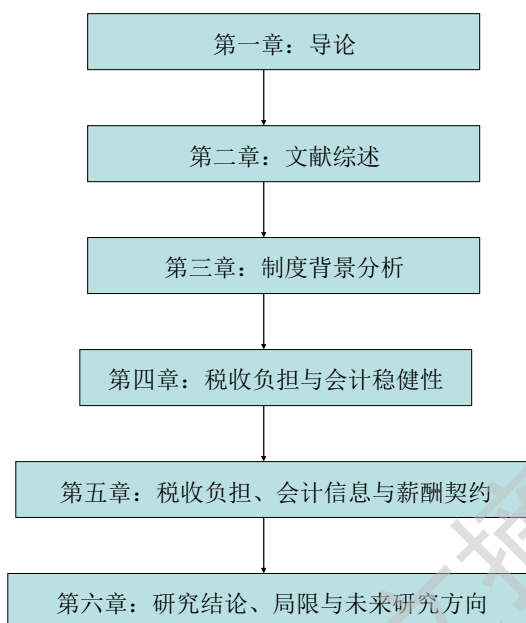 第一章：导论
第二章：文献综述
第三章：制度背景分析
第四章：税收负担与会计稳健性
第五章：税收负担、会计信息与薪酬契约
第六章：研究结论、局限与未来研究方向